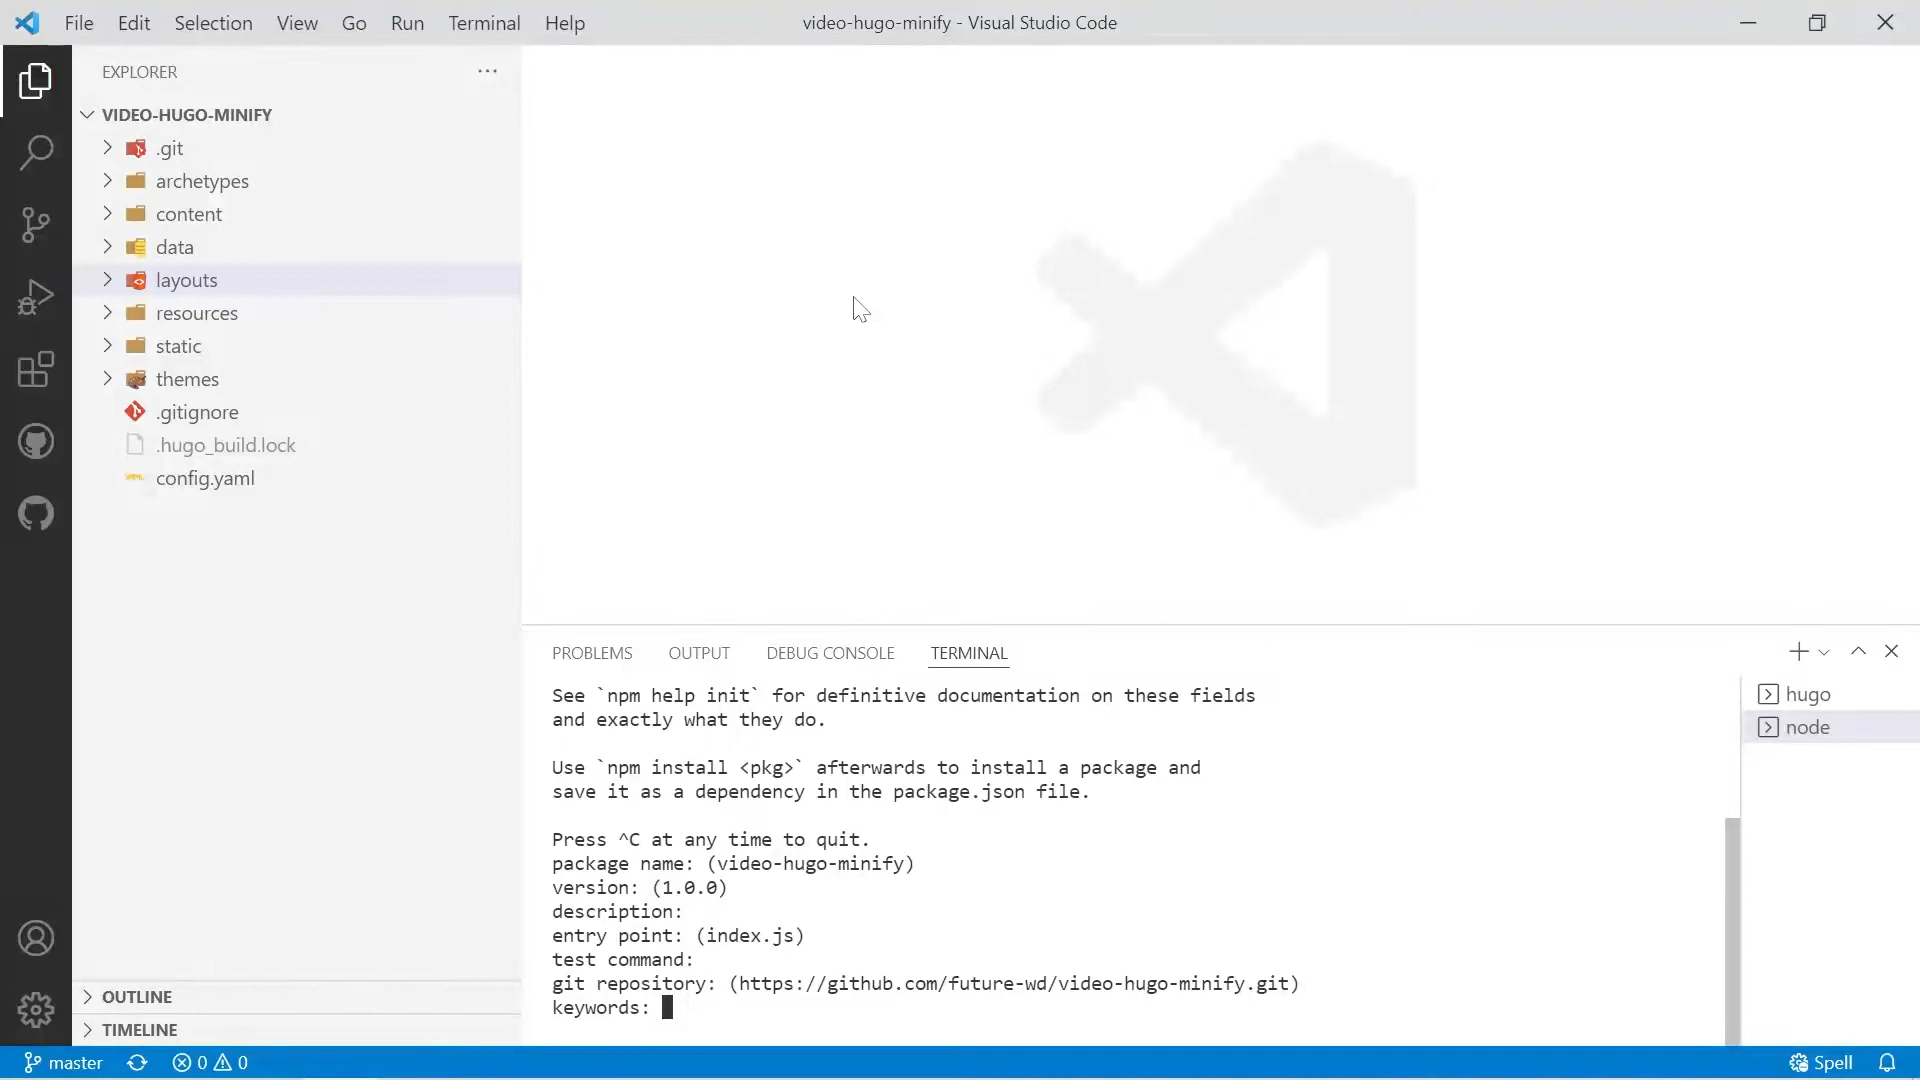 File Edit Selection View Go Run Terminal Help
video-hugo-minify - Visual Studio Code
EXPLORER
VIDEO-HUGO-MINIFY
.git
archetypes
content
data
layouts
resources
static
themes
.gitignore
.hugo_build.lock
config.yaml
OUTLINE
TIMELINE
PROBLEMS OUTPUT DEBUG CONSOLE TERMINAL
See `npm help init` for definitive documentation on these fields
and exactly what they do.
Use `npm install <pkg>` afterwards to install a package and
save it as a dependency in the package.json file.
Press ^C at any time to quit.
package name: (video-hugo-minify)
version: (1.0.0)
description:
entry point: (index.js)
test command:
git repository: (https://github.com/future-wd/video-hugo-minify.git)
keywords:
hugo
node
master 0 0 Spell